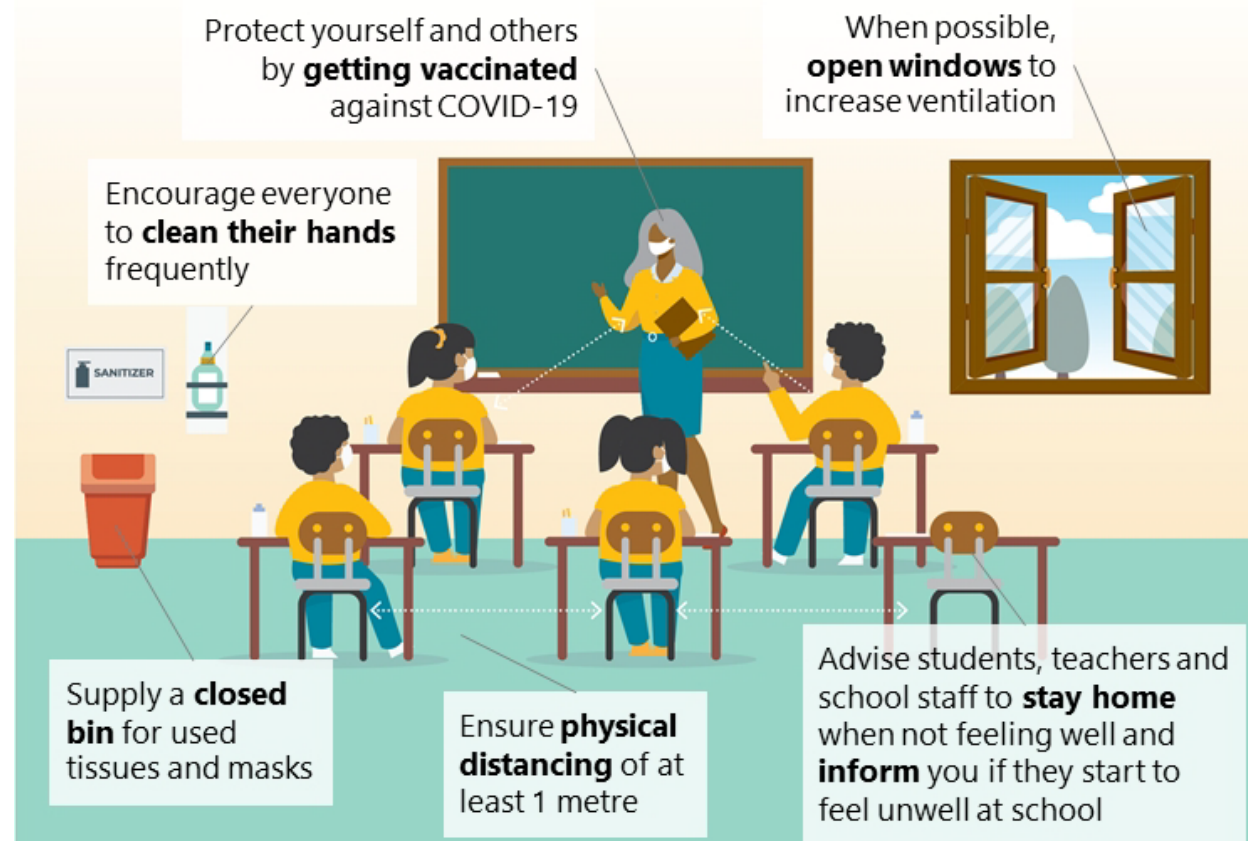 Protect yourself and others
by getting vaccinated
against COVID-19
When possible,
open windows to
increase ventilation
Encourage everyone
to clean their hands
frequently
SANITIZER
Supply a closed
bin for used
tissues and masks
Ensure physical
distancing of at
least 1 metre
Advise students, teachers and
school staff to stay home
when not feeling well and
inform you if they start to
feel unwell at school